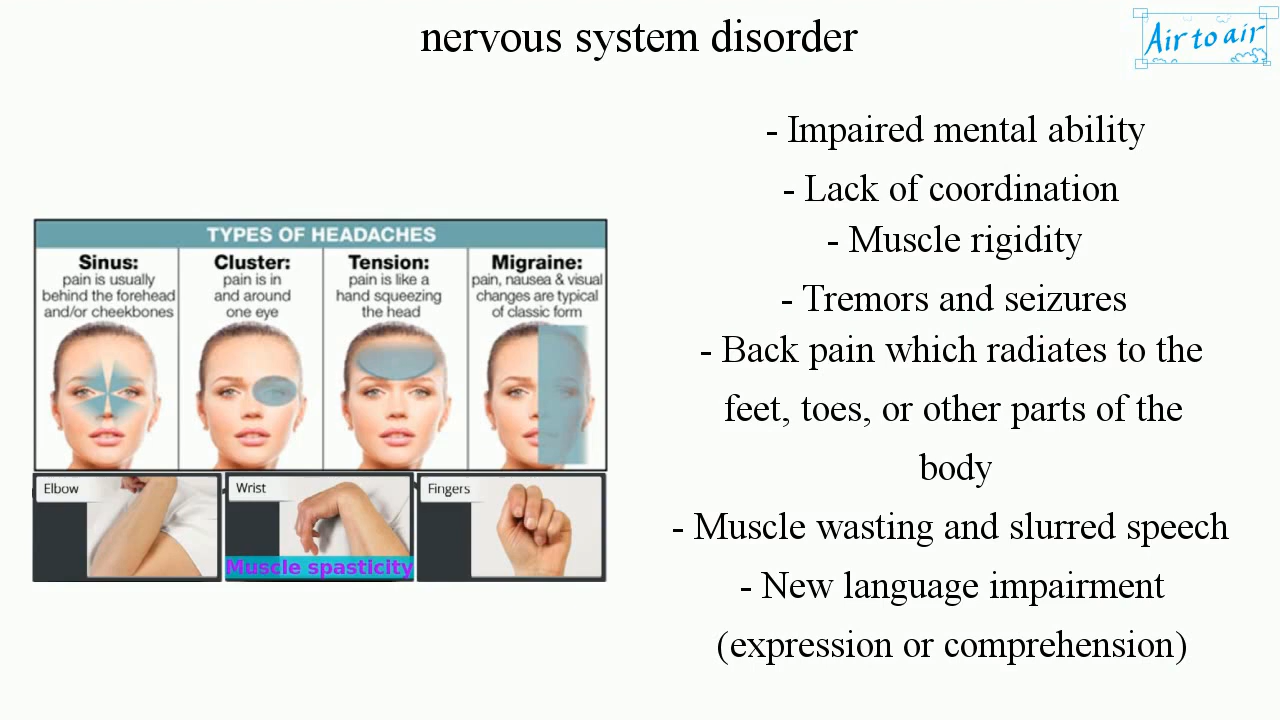 nervous system disorder
Air to air
TYPES OF HEADACHES
Sinus:
pain is usually
behind the forehead
and/or cheekbones
Cluster:
pain is in
and around
one eye
Tension:
pain is like a
hand squeezing
the head
Migraine:
pain, nausea & visual
changes are typical
of classic form
Elbow
Wrist
Fingers
Muscle spasticity
- Impaired mental ability
- Lack of coordination
- Muscle rigidity
- Tremors and seizures
- Back pain which radiates to the
feet, toes, or other parts of the
body
- Muscle wasting and slurred speech
- New language impairment
(expression or comprehension)